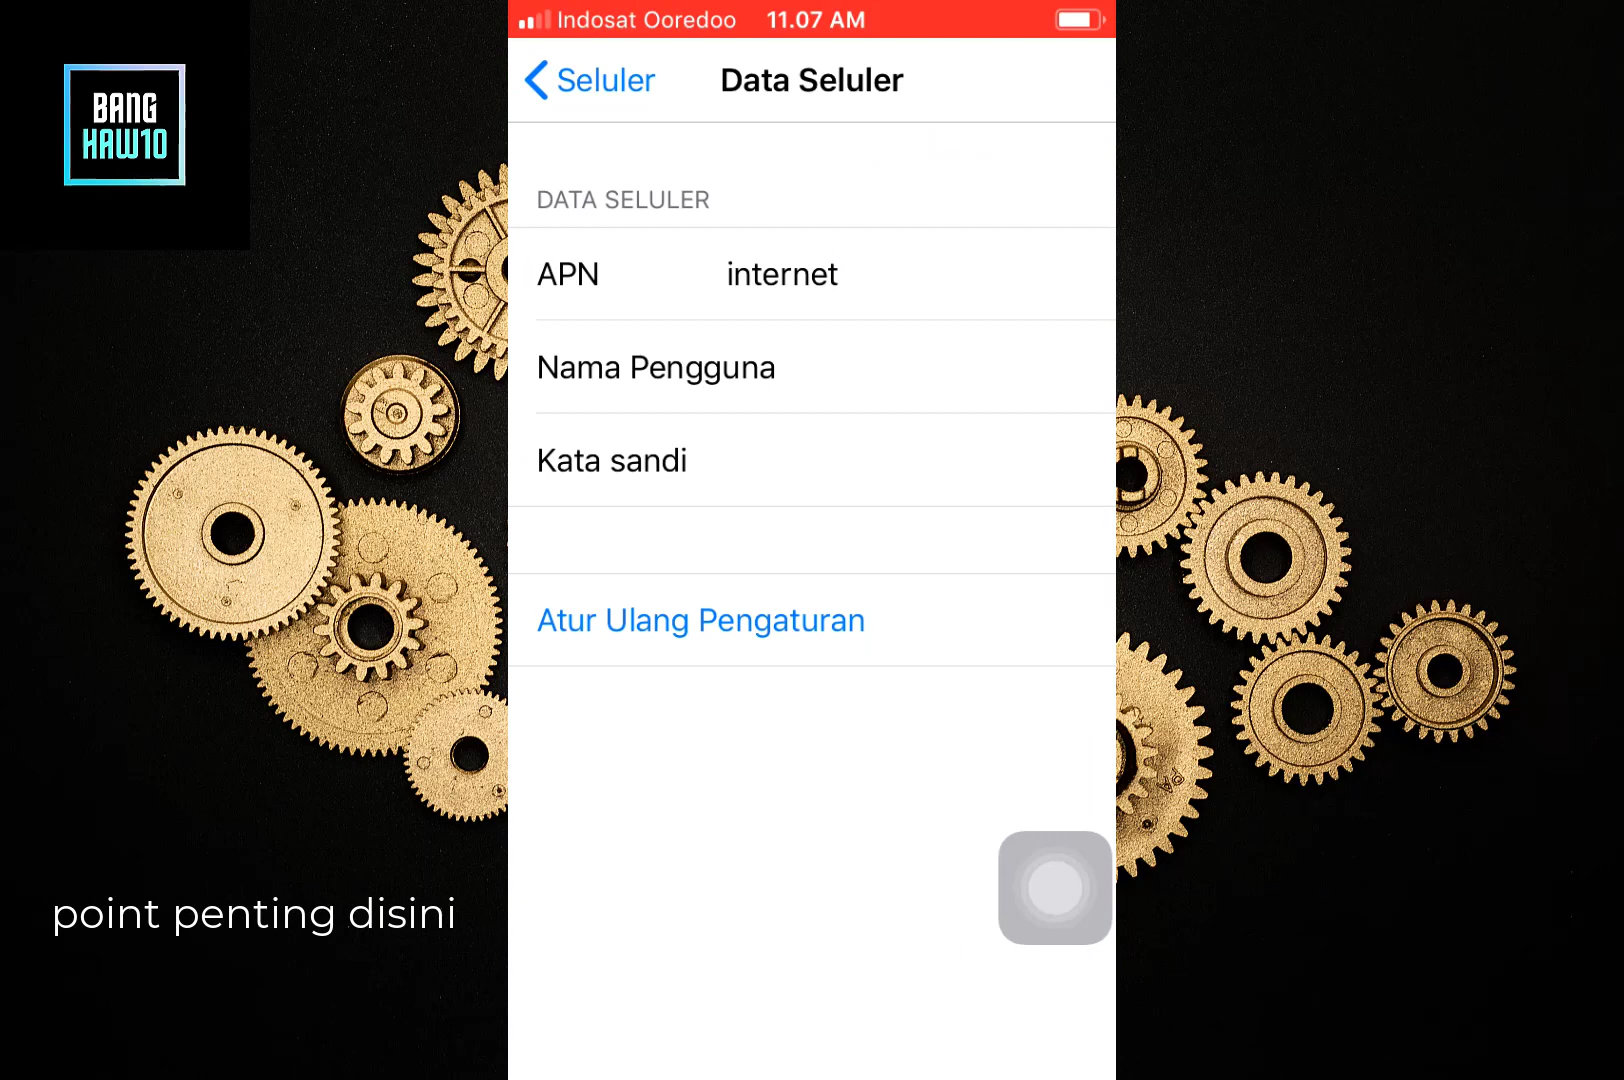 BANG
HAW10
Indosat Ooredoo 11.07 AM
Seluler Data Seluler
DATA SELULER
APN internet
Nama Pengguna
Kata sandi
Atur Ulang Pengaturan
point penting disini